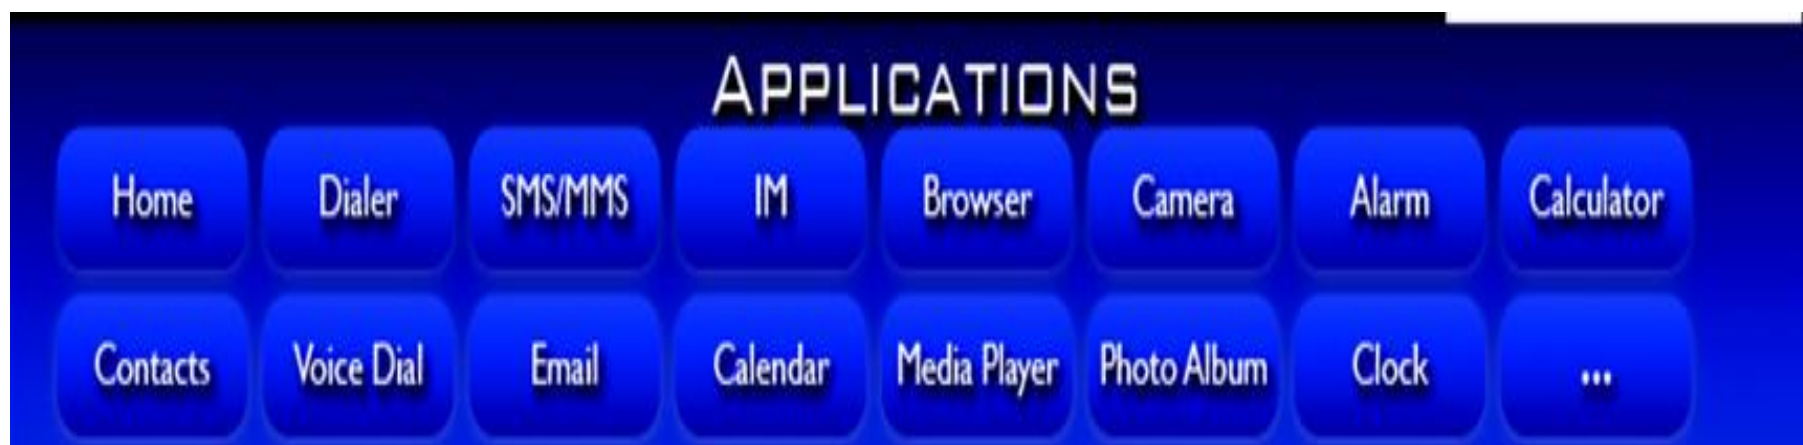 APPLICATIONS
Home Dialer SMS/MMS IM Browser Camera Alarm Calculator
Contacts Voice Dial Email Calendar Media Player Photo Album Clock ...